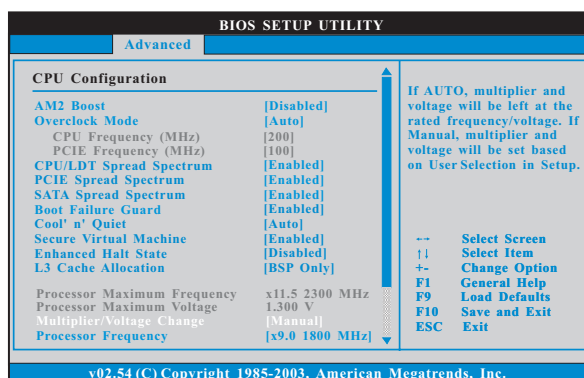 BIOS SETUP UTILITY
Advanced
CPU Configuration
AM2 Boost [Disabled]
Overclock Mode [Auto]
CPU Frequency (MHz) [200]
PCIE Frequency (MHz) [100]
CPU/LDT Spread Spectrum [Enabled]
PCIE Spread Spectrum [Enabled]
SATA Spread Spectrum [Enabled]
Boot Failure Guard [Enabled]
Cool' n' Quiet [Auto]
Secure Virtual Machine [Enabled]
Enhanced Halt State [Disabled]
L3 Cache Allocation [BSP Only]
Processor Maximum Frequency x11.5 2300 MHz
Processor Maximum Voltage 1.300 V
Multiplier/Voltage Change [Manual]
Processor Frequency [x9.0 1800 MHz]
If AUTO, multiplier and
voltage will be left at the
rated frequency/voltage. If
Manual, multiplier and
voltage will be set based
on User Selection in Setup.
←→ Select Screen
↑↓ Select Item
+- Change Option
F1 General Help
F9 Load Defaults
F10 Save and Exit
ESC Exit
v02.54 (C) Copyright 1985-2003, American Megatrends, Inc.